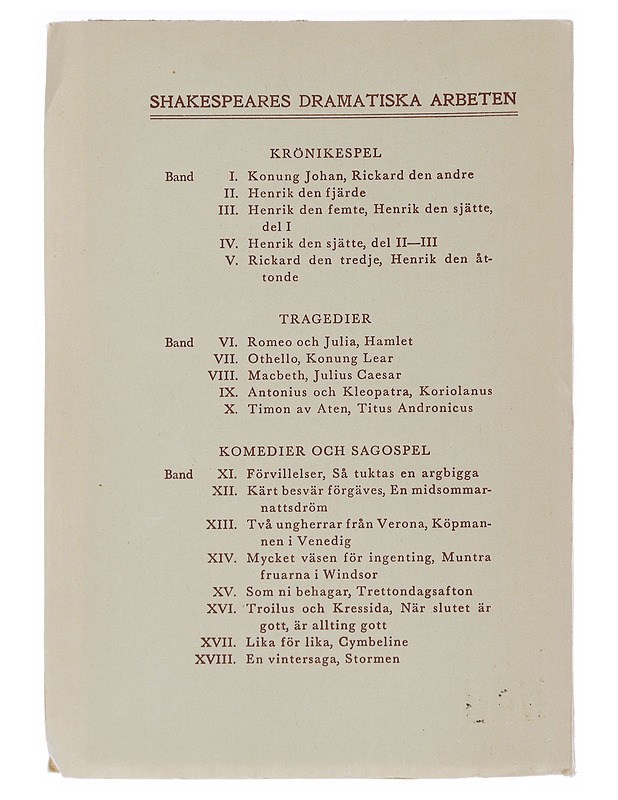 SHAKESPEARES DRAMATISKA ARBETEN
KRÖNIKESPEL
Band I. Konung Johan, Rickard den andre
II. Henrik den fjärde
III. Henrik den femte, Henrik den sjätte,
del I
IV. Henrik den sjätte, del II—III
V. Rickard den tredje, Henrik den åt-
tonde
TRAGEDIER
Band VI. Romeo och Julia, Hamlet
VII. Othello, Konung Lear
VIII. Macbeth, Julius Caesar
IX. Antonius och Kleopatra, Koriolanus
X. Timon av Aten, Titus Andronicus
KOMEDIER OCH SAGOSPEL
Band XI. Förvillelser, Så tuktas en argbigga
XII. Kärt besvär förgäves, En midsommar-
nattsdröm
XIII. Två ungherrar från Verona, Köpman-
nen i Venedig
XIV. Mycket väsen för ingenting, Muntra
fruarna i Windsor
XV. Som ni behagar, Trettondagsafton
XVI. Troilus och Kressida, När slutet är
gott, är allting gott
XVII. Lika för lika, Cymbeline
XVIII. En vintersaga, Stormen